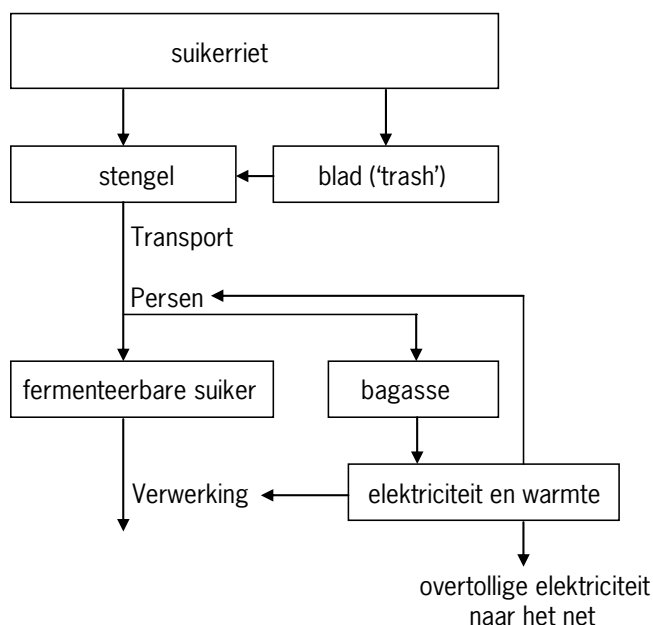 suikerriet
stengel
blad (‘trash’)
Transport
Persen
fermenteerbare suiker
bagasse
Verwerking
elektriciteit en warmte
overtollige elektriciteit
naar het net